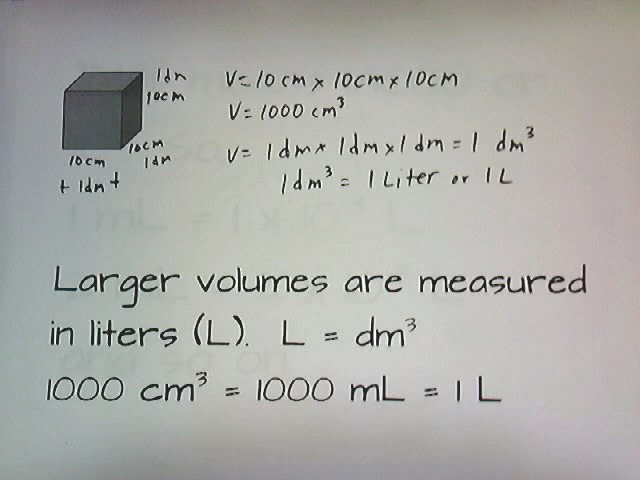 1dm
10cm
10cm
1dm
10cm
+ 1dm +
V = 10 cm x 10cm x 10cm
V = 1000 cm³
V = 1dm x 1dm x 1 dm = 1 dm³
1dm³ = 1 Liter or 1L
Larger volumes are measured
in liters (L). L = dm³
1000 cm³ = 1000 mL = 1 L